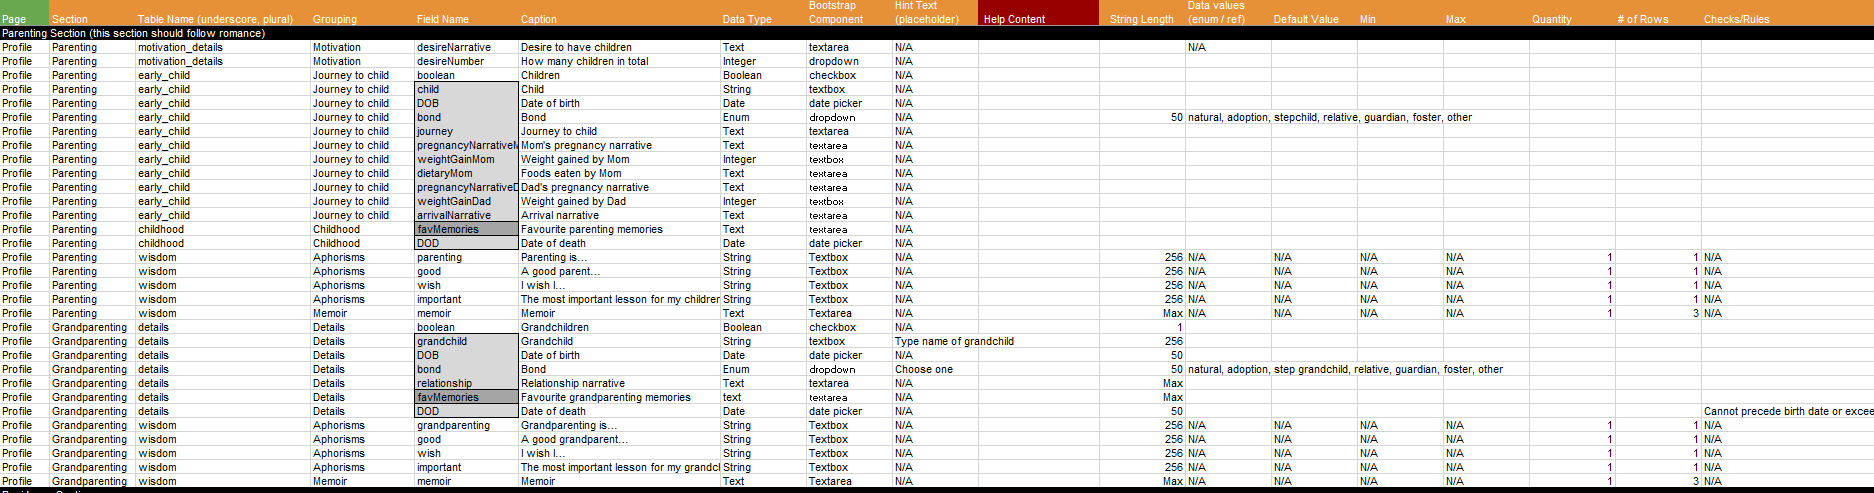 Page Section Table Name (underscore, plural) Grouping Field Name Caption Data Type Bootstrap Component Hint Text (placeholder) Help Content String Length Data values (enum / ref) Default Value Min Max Quantity # of Rows Checks/Rules
Parenting Section (this section should follow romance)
Profile Parenting motivation_details Motivation desireNarrative Desire to have children Text textarea N/A N/A
Profile Parenting motivation_details Motivation desireNumber How many children in total Integer dropdown N/A
Profile Parenting early_child Journey to child boolean Children Boolean checkbox N/A
Profile Parenting early_child Journey to child child Child String textbox N/A
Profile Parenting early_child Journey to child DOB Date of birth Date date picker N/A
Profile Parenting early_child Journey to child bond Bond Enum dropdown N/A 50 natural, adoption, stepchild, relative, guardian, foster, other
Profile Parenting early_child Journey to child journey Journey to child Text textarea N/A
Profile Parenting early_child Journey to child pregnancyNarrativeM Mom's pregnancy narrative Text textarea N/A
Profile Parenting early_child Journey to child weightGainMom Weight gained by Mom Integer textbox N/A
Profile Parenting early_child Journey to child dietaryMom Foods eaten by Mom Text textarea N/A
Profile Parenting early_child Journey to child pregnancyNarrativeD Dad's pregnancy narrative Text textarea N/A
Profile Parenting early_child Journey to child weightGainDad Weight gained by Dad Integer textbox N/A
Profile Parenting early_child Journey to child arrivalNarrative Arrival narrative Text textarea N/A
Profile Parenting childhood Childhood favMemories Favourite parenting memories Text textarea N/A
Profile Parenting childhood Childhood DOD Date of death Date date picker N/A
Profile Parenting wisdom Aphorisms parenting Parenting is... String Textbox N/A 256 N/A N/A N/A N/A 1 1 N/A
Profile Parenting wisdom Aphorisms good A good parent... String Textbox N/A 256 N/A N/A N/A N/A 1 1 N/A
Profile Parenting wisdom Aphorisms wish I wish I... String Textbox N/A 256 N/A N/A N/A N/A 1 1 N/A
Profile Parenting wisdom Aphorisms important The most important lesson for my children String Textbox N/A 256 N/A N/A N/A N/A 1 1 N/A
Profile Parenting wisdom Memoir memoir Memoir Text Textarea N/A Max N/A N/A N/A N/A 1 3 N/A
Profile Grandparenting details Details boolean Grandchildren Boolean checkbox N/A 1
Profile Grandparenting details Details grandchild Grandchild String textbox Type name of grandchild 256
Profile Grandparenting details Details DOB Date of birth Date date picker N/A 50
Profile Grandparenting details Details bond Bond Enum dropdown Choose one 50 natural, adoption, step grandchild, relative, guardian, foster, other
Profile Grandparenting details Details relationship Relationship narrative Text textarea N/A Max
Profile Grandparenting details Details favMemories Favourite grandparenting memories text textarea N/A Max
Profile Grandparenting details Details DOD Date of death Date date picker N/A 50 Cannot precede birth date or excee
Profile Grandparenting wisdom Aphorisms grandparenting Grandparenting is... String Textbox N/A 256 N/A N/A N/A N/A 1 1 N/A
Profile Grandparenting wisdom Aphorisms good A good grandparent... String Textbox N/A 256 N/A N/A N/A N/A 1 1 N/A
Profile Grandparenting wisdom Aphorisms wish I wish I... String Textbox N/A 256 N/A N/A N/A N/A 1 1 N/A
Profile Grandparenting wisdom Aphorisms important The most important lesson for my grandcl String Textbox N/A 256 N/A N/A N/A N/A 1 1 N/A
Profile Grandparenting wisdom Memoir memoir Memoir Text Textarea N/A Max N/A N/A N/A N/A 1 3 N/A